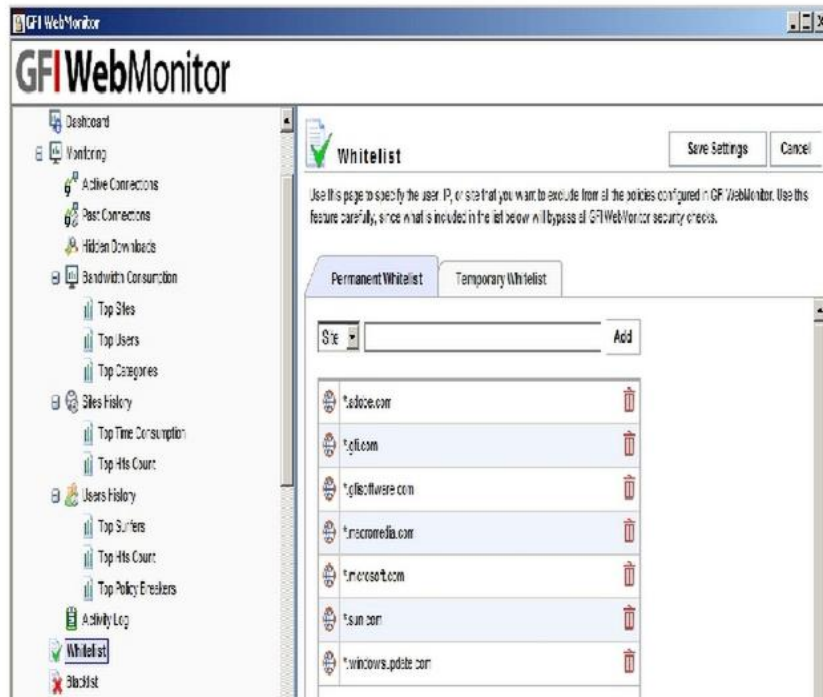 GFI WebMonitor
GFI WebMonitor
Dashboard
Monitoring
Active Connections
Past Connections
Hidden Downloads
Bandwidth Consumption
Top Sites
Top Users
Top Categories
Sites History
Top Time Consumption
Top Hits Count
Users History
Top Surfers
Top Hits Count
Top Policy Breakers
Activity Log
Whitelist
Blacklist
Whitelist
Save Settings
Cancel
Use this page to specify the user, IP, or site that you want to exclude from all the policies configured in GFI WebMonitor. Use this
feature carefully, since what is included in the list below will bypass all GFI WebMonitor security checks.
Permanent Whitelist
Temporary Whitelist
Site
Add
*.adobe.com
*.gfi.com
*.gfisoftware.com
*.macromedia.com
*.microsoft.com
*.sun.com
*.windowsupdate.com